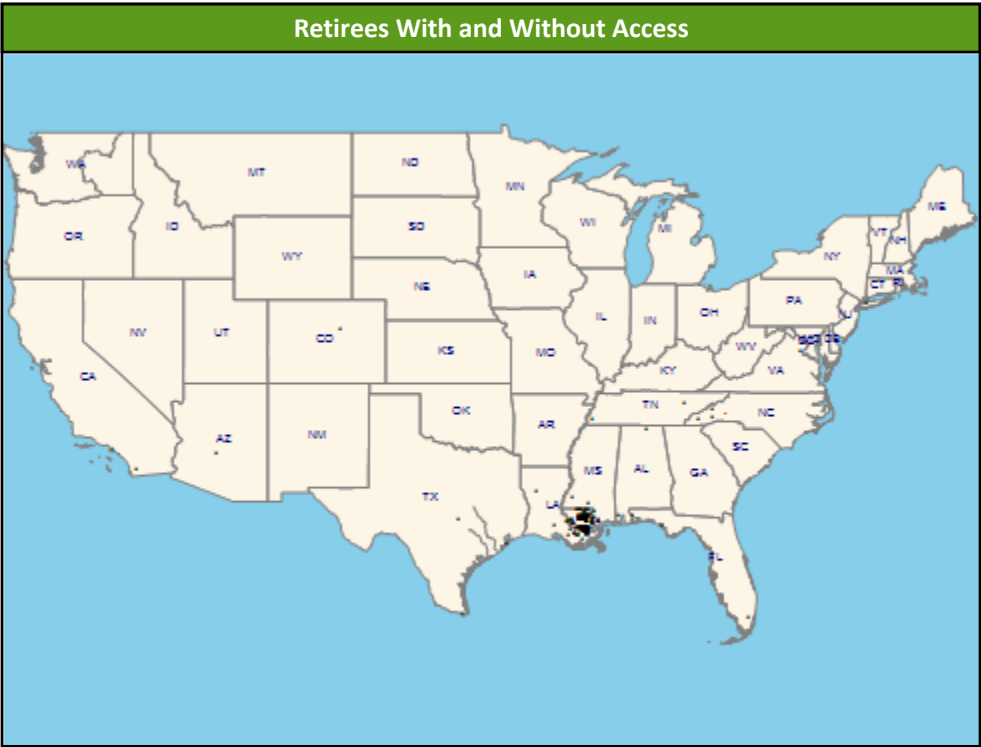 Retirees With and Without Access
WA
MT
ND
MN
ME
OR
ID
SD
WI
MI
VT
NH
WY
NY
MA
IA
CT
RI
NE
PA
NV
UT
CO
IL
IN
OH
NJ
KS
MO
WV
DE
CA
KY
VA
AZ
NM
OK
AR
TN
NC
TX
LA
MS
AL
GA
SC
FL